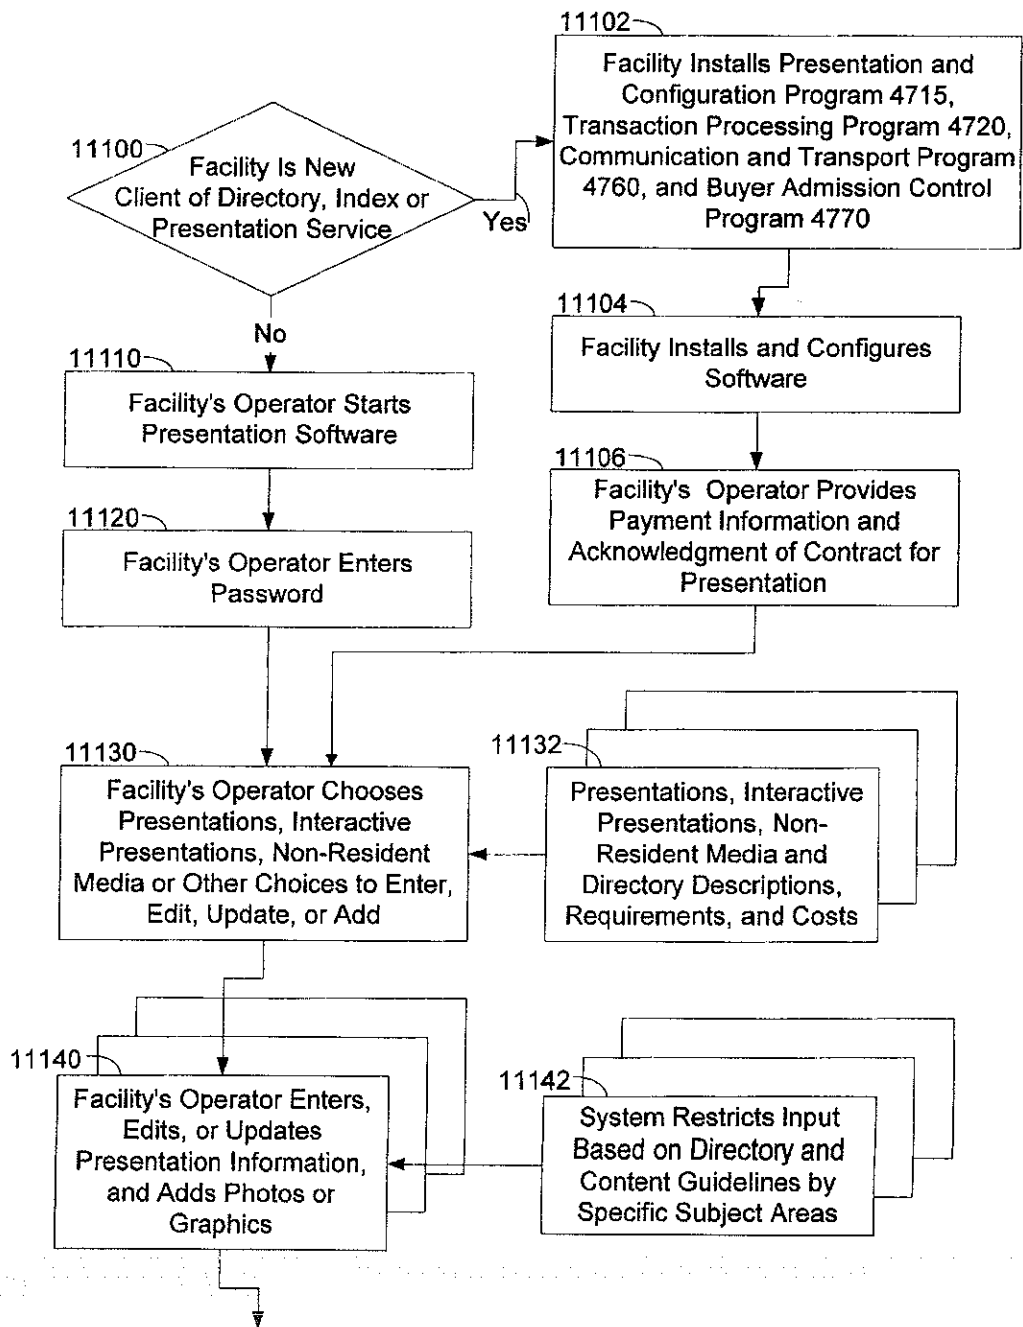 11102
Facility Installs Presentation and
Configuration Program 4715,
Transaction Processing Program 4720,
Communication and Transport Program
4760, and Buyer Admission Control
Program 4770
11100
Facility Is New
Client of Directory, Index or
Presentation Service
Yes
No
11104
Facility Installs and Configures
Software
11110
Facility's Operator Starts
Presentation Software
11106
Facility's Operator Provides
Payment Information and
Acknowledgment of Contract for
Presentation
11120
Facility's Operator Enters
Password
11130
Facility's Operator Chooses
Presentations, Interactive
Presentations, Non-Resident
Media or Other Choices to Enter,
Edit, Update, or Add
11132
Presentations, Interactive
Presentations, Non-
Resident Media and
Directory Descriptions,
Requirements, and Costs
11140
Facility's Operator Enters,
Edits, or Updates
Presentation Information,
and Adds Photos or
Graphics
11142
System Restricts Input
Based on Directory and
Content Guidelines by
Specific Subject Areas